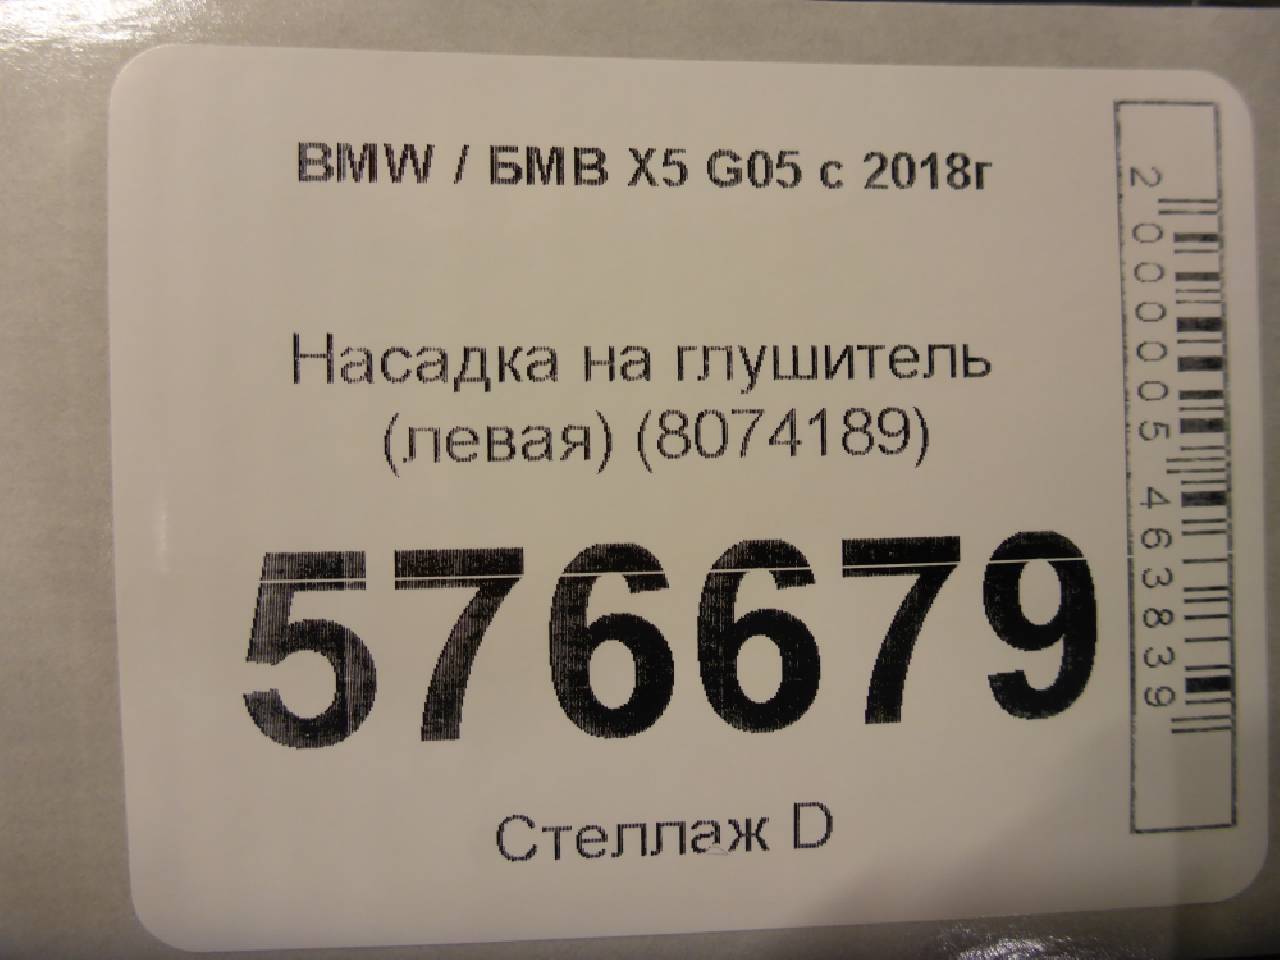 BMW / БМВ X5 G05 с 2018г
Насадка на глушитель
(левая) (8074189)
576679
Стеллаж D
2000005463839